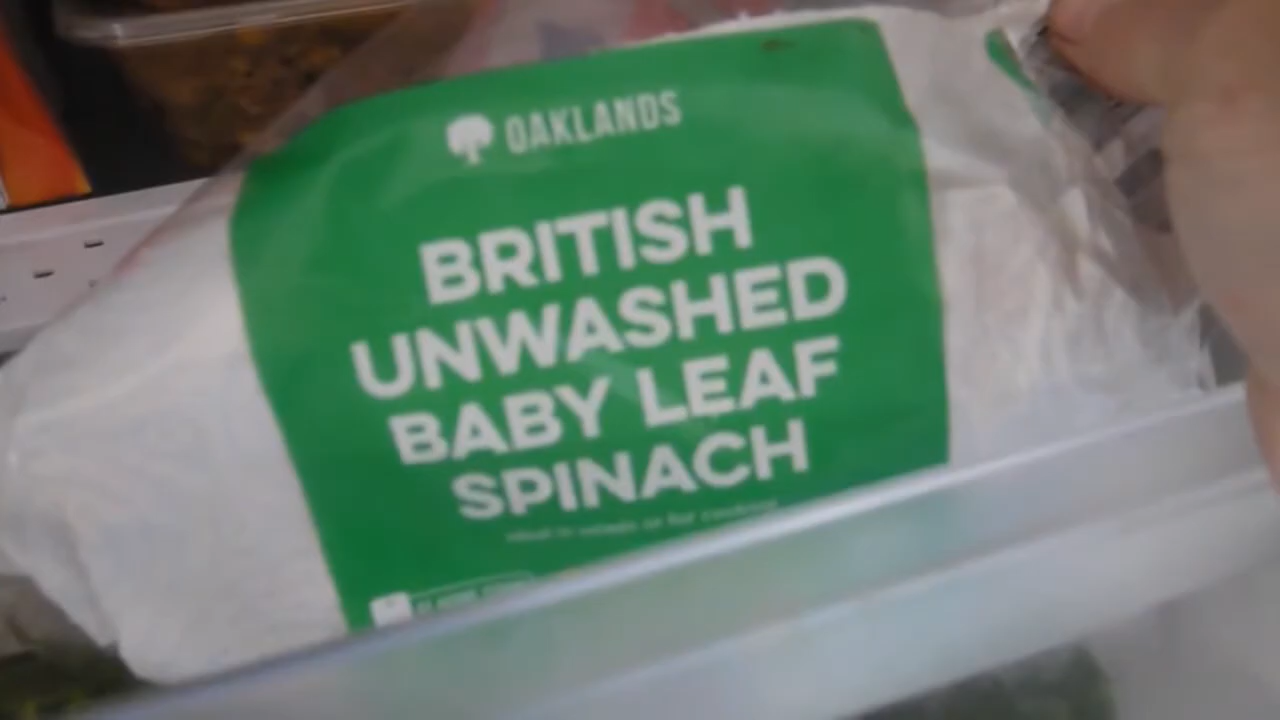 OAKLANDS
BRITISH
UNWASHED
BABY LEAF
SPINACH